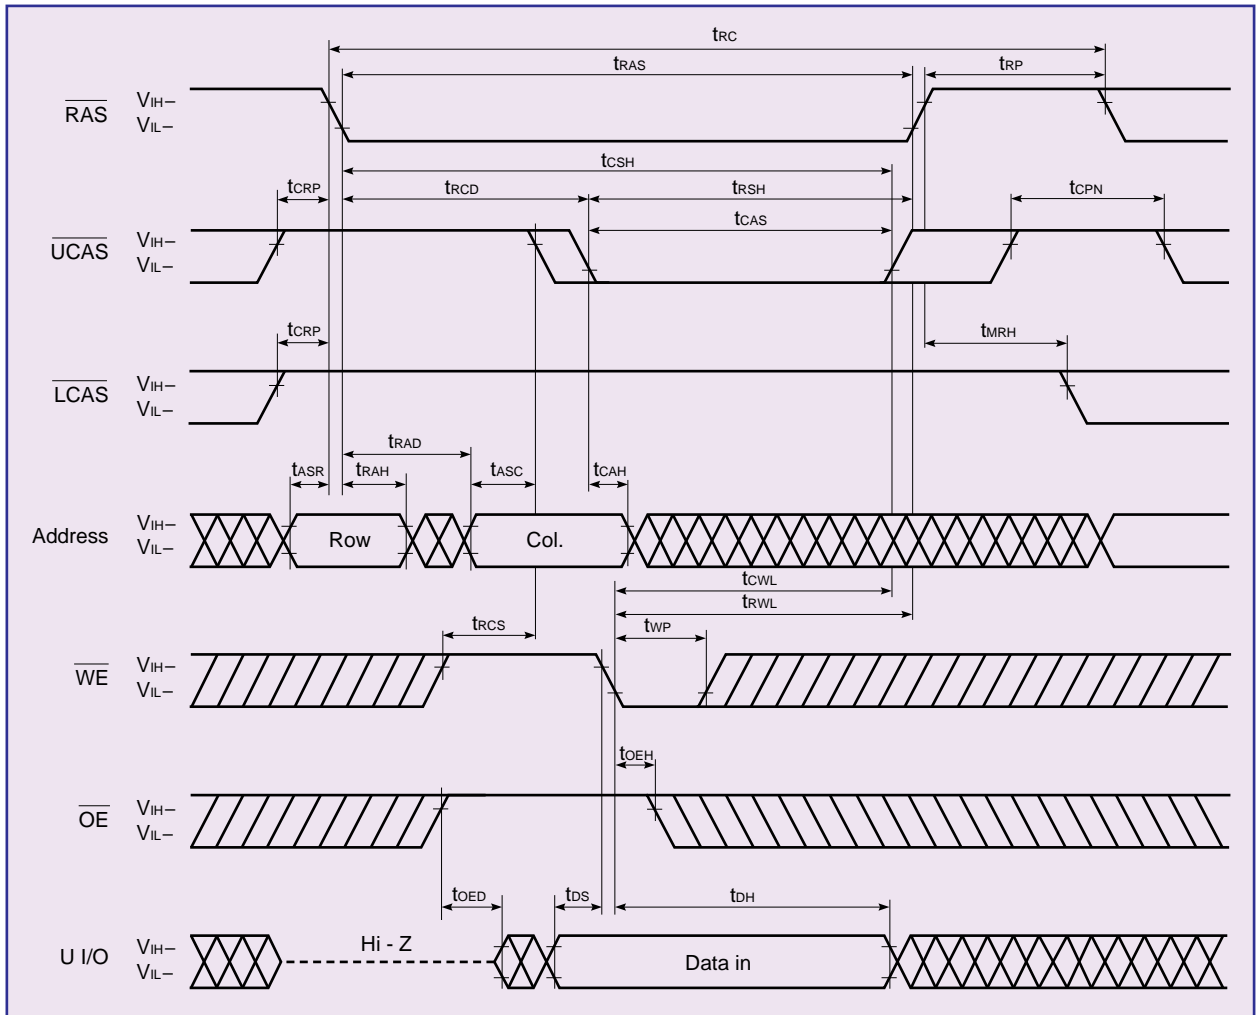 tRC
tRAS tRP
RAS VIH–
VIL–
tCSH
tCRP tRCD tRSH tCPN
tCAS
UCAS VIH–
VIL–
tCRP tMRH
LCAS VIH–
VIL–
tRAD
tASR tRAH tASC tCAH
Address VIH–
VIL–
Row Col.
tCWL
tRWL
tRCS tWP
WE VIH–
VIL–
tOEH
OE VIH–
VIL–
tOED tDS tDH
U I/O VIH–
VIL–
Hi - Z Data in